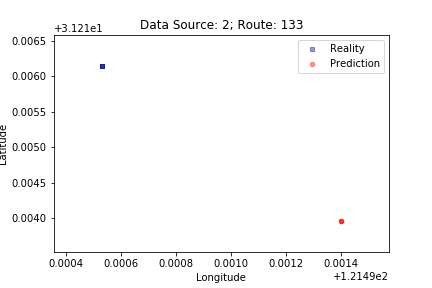 Data Source: 2; Route: 133
+3.121e1
0.0065
0.0060
0.0055
0.0050
0.0045
0.0040
Latitude
Reality
Prediction
0.0004 0.0006 0.0008 0.0010 0.0012 0.0014
Longitude
+1.2149e2